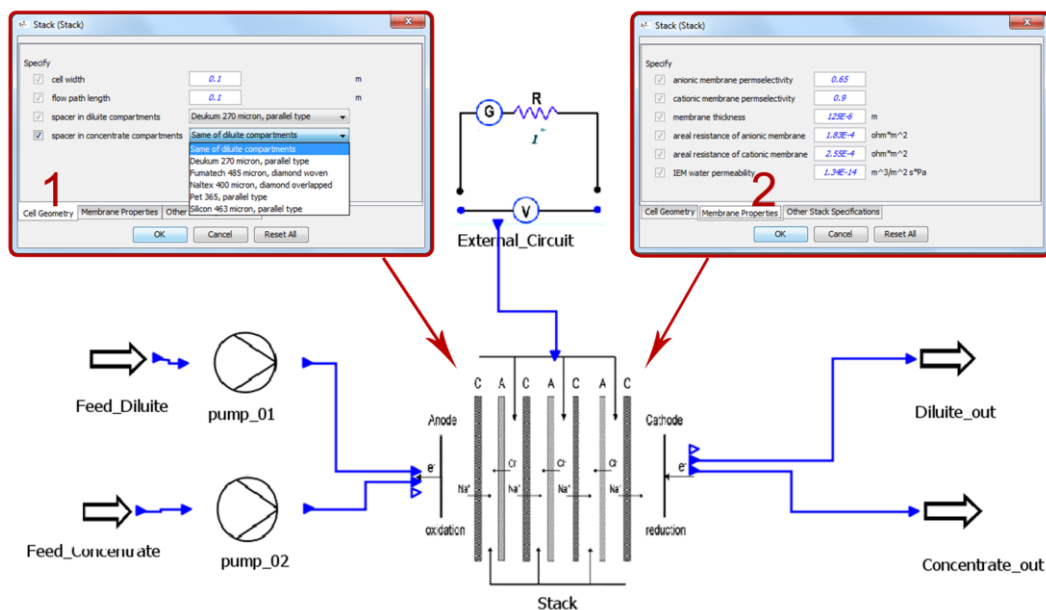 Stack (Stack)
Specify
cell width 0.1 m
flow path length 0.1 m
spacer in diluite compartments Deukum 270 micron, parallel type
spacer in concentrate compartments Same of diluite compartments
Same of diluite compartments
Deukum 270 micron, parallel type
Fumatech 485 micron, diamond woven
Naltex 400 micron, diamond overlapped
Pet 365, parallel type
Silicon 463 micron, parallel type
1
Cell Geometry Membrane Properties Other
OK Cancel Reset All
Stack (Stack)
Specify
anionic membrane permselectivity 0.65
cationic membrane permselectivity 0.9
membrane thickness 125E-6 m
areal resistance of anionic membrane 1.83E-4 ohm*m^2
areal resistance of cationic membrane 2.55E-4 ohm*m^2
IEM water permeability 1.34E-14 m^3/m^2 s*Pa
2
Cell Geometry Membrane Properties Other Stack Specifications
OK Cancel Reset All
R
G
I
V
External_Circuit
Feed_Diluite
pump_01
Feed_Concentrate
pump_02
C A C A C A C
Anode
Cathode
e-
e-
Cl- Cl- Cl-
Na+ Na+ Na+ Na+
oxidation
reduction
Stack
Diluite_out
Concentrate_out